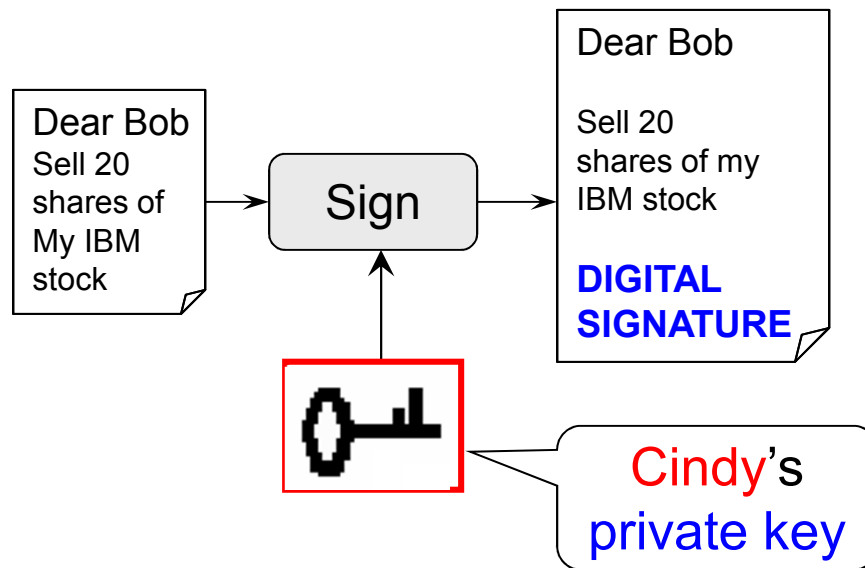 Dear Bob
Sell 20
shares of
My IBM
stock
Sign
Dear Bob
Sell 20
shares of my
IBM stock
DIGITAL
SIGNATURE
Cindy’s
private key